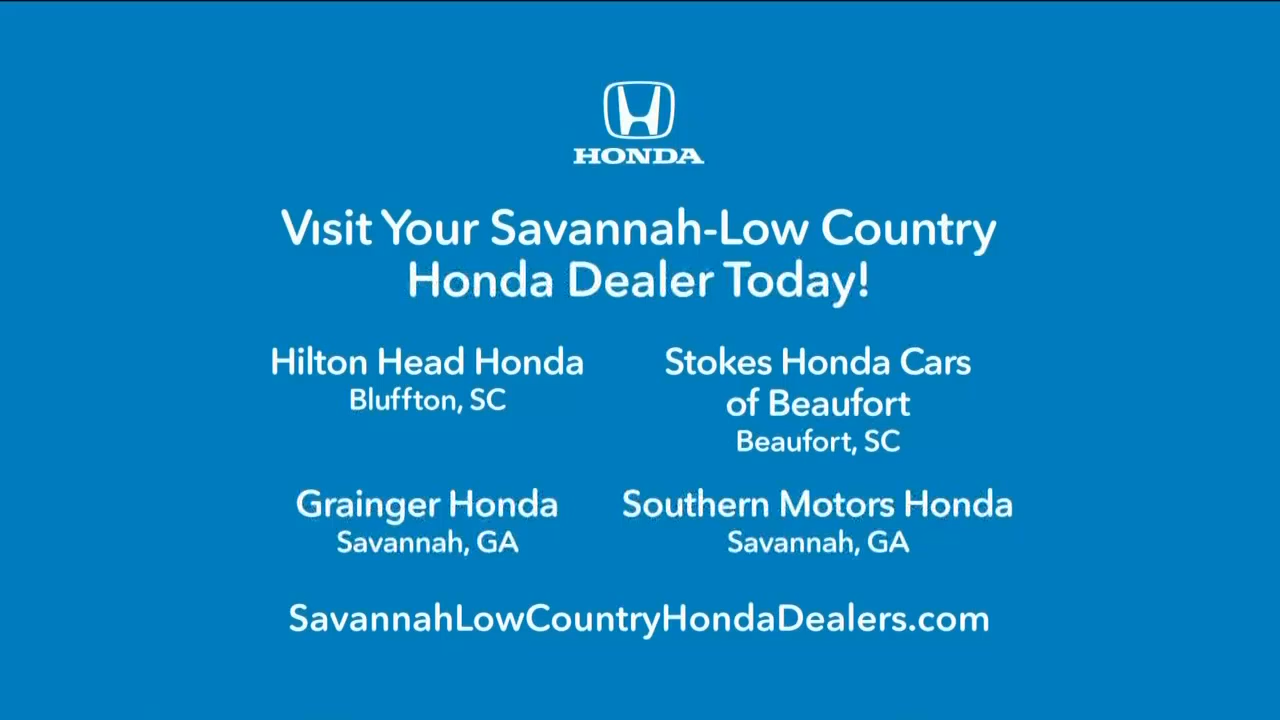 HONDA
Visit Your Savannah-Low Country
Honda Dealer Today!
Hilton Head Honda
Bluffton, SC
Stokes Honda Cars
of Beaufort
Beaufort, SC
Grainger Honda
Savannah, GA
Southern Motors Honda
Savannah, GA
SavannahLowCountryHondaDealers.com